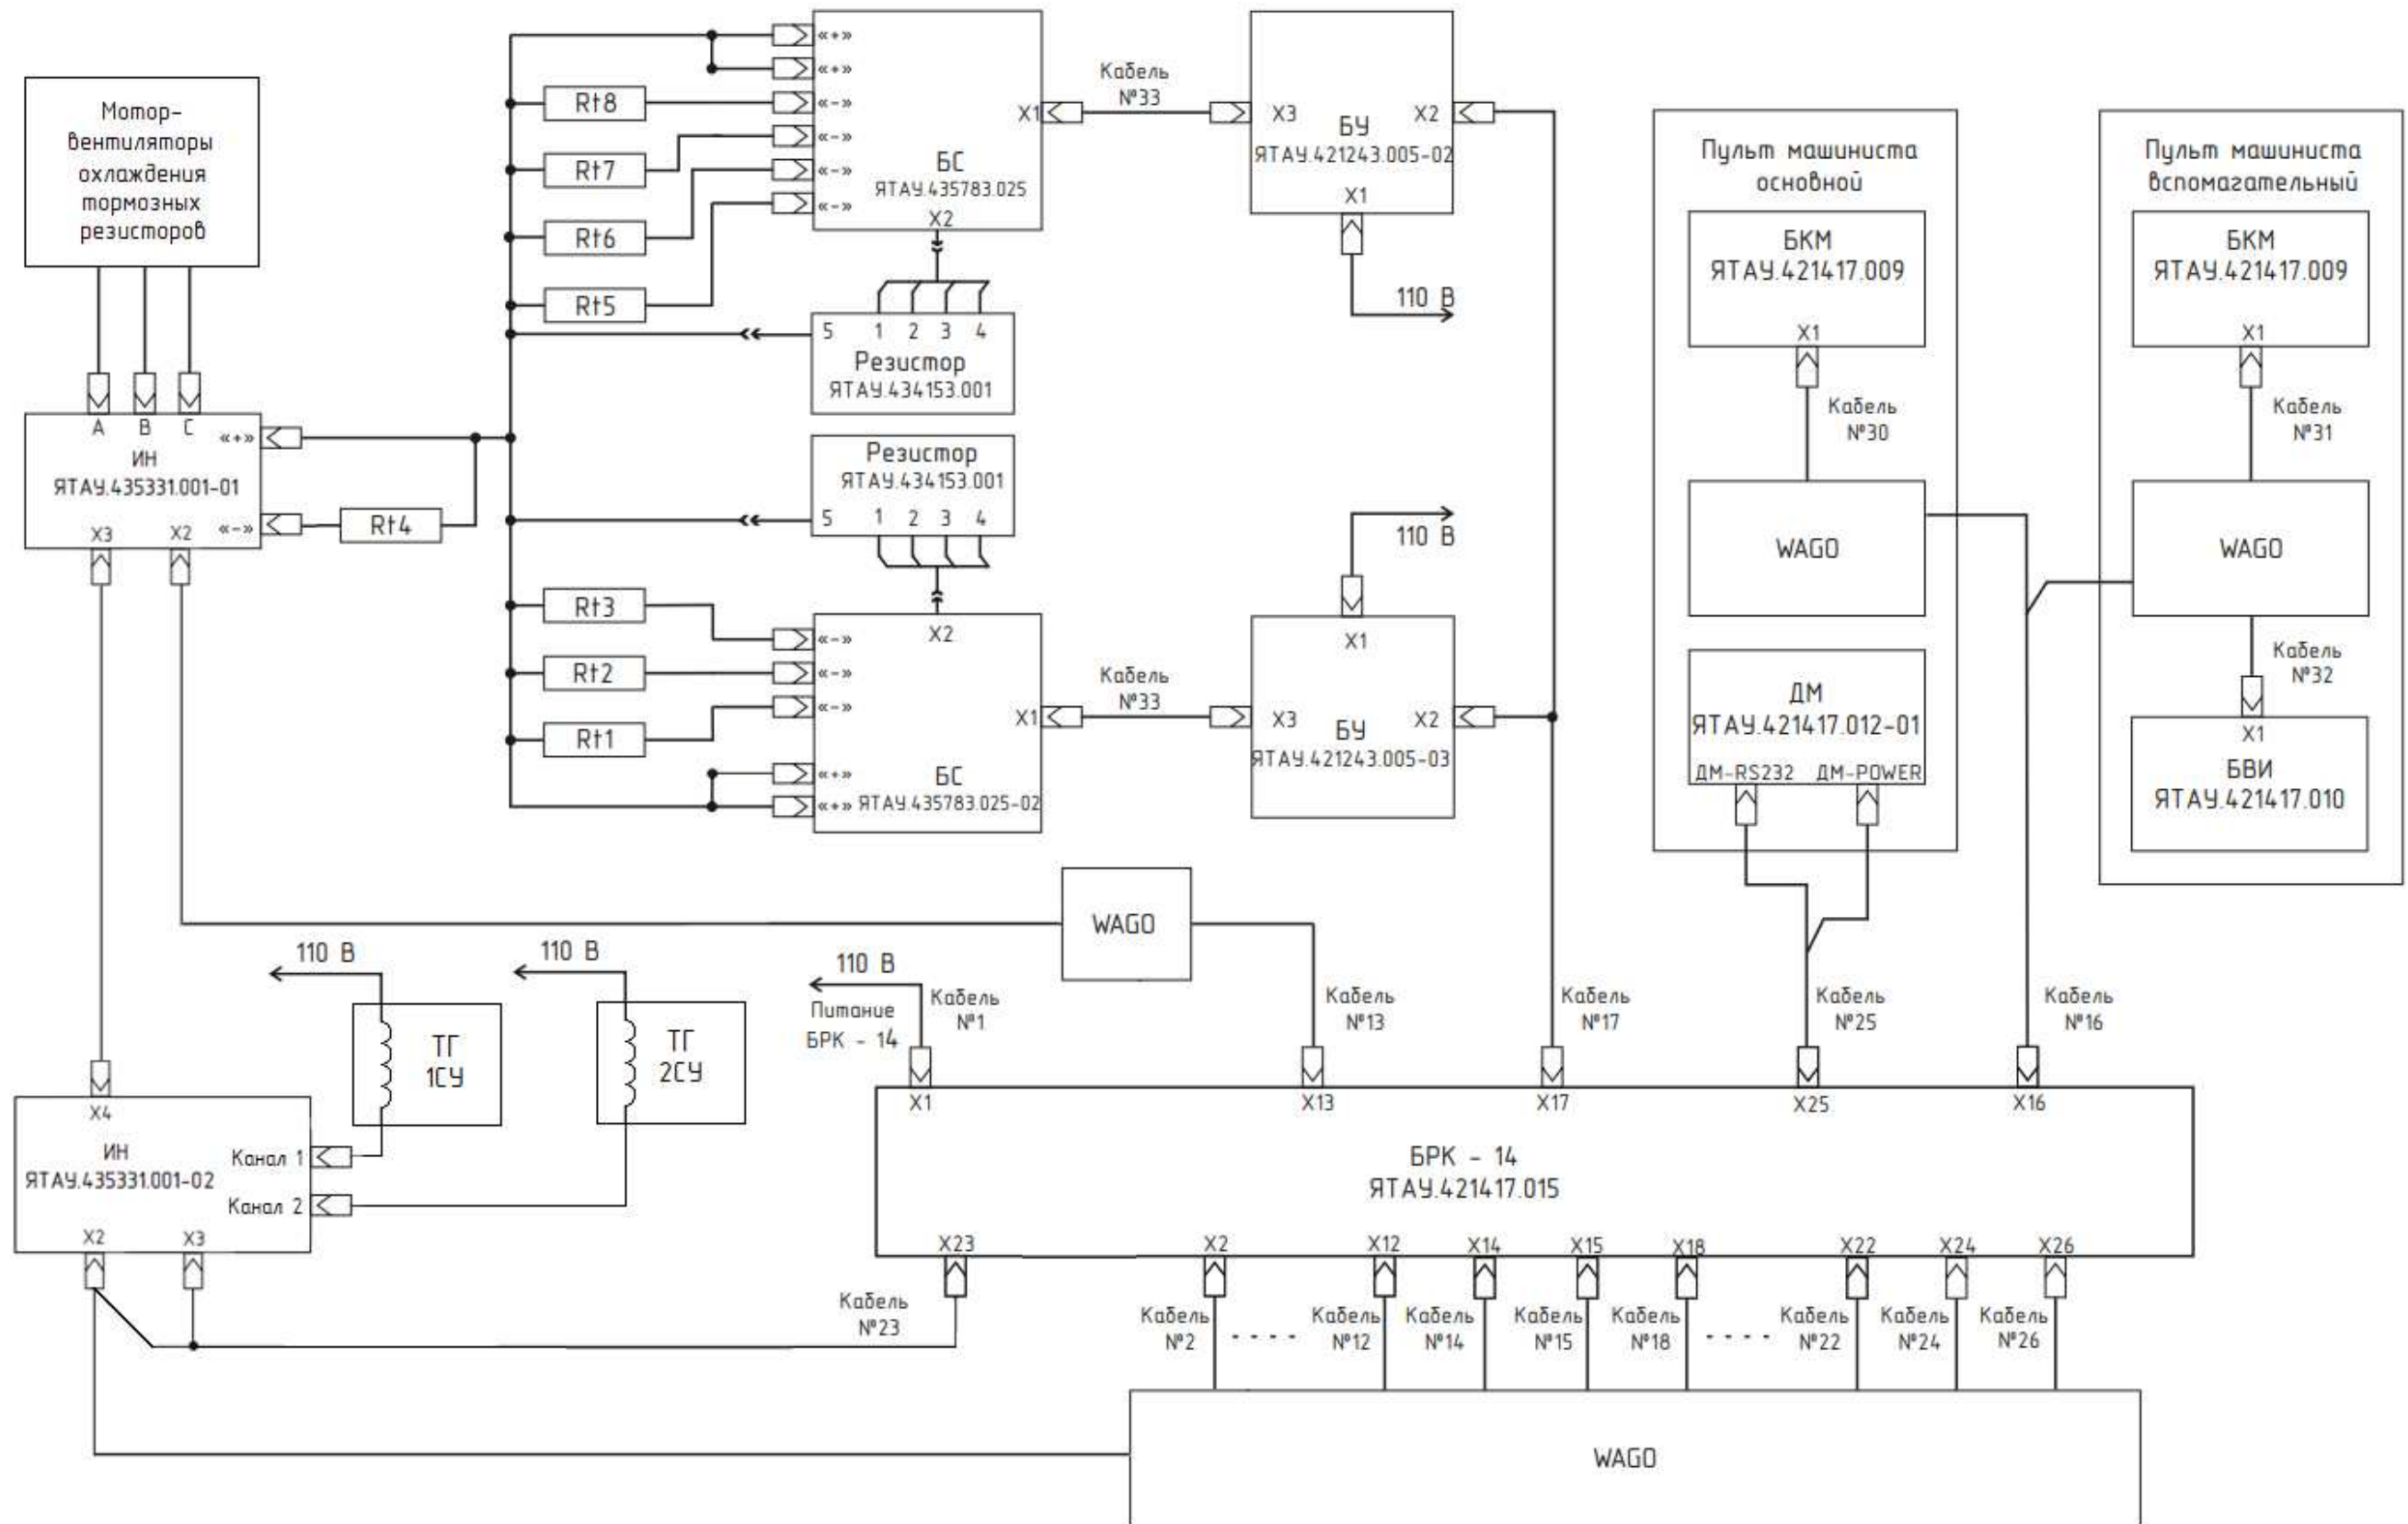 Мотор-
вентиляторы
охлаждения
тормозных
резисторов
A
B
C
«+»
ИН
ЯТАУ.435331.001-01
X3
X2
«-»
Rt4
Rt8
Rt7
Rt6
Rt5
«+»
«+»
«-»
«-»
«-»
«-»
X1
БС
ЯТАУ.435783.025
X2
5 1 2 3 4
Резистор
ЯТАУ.434153.001
Резистор
ЯТАУ.434153.001
5 1 2 3 4
Rt3
Rt2
Rt1
X2
«-»
«-»
«-»
X1
«+»
БС
«+» ЯТАУ.435783.025-02
Кабель
№33
X3
БУ
X2
ЯТАУ.421243.005-02
X1
110 В
110 В
Кабель
№33
X1
X3
БУ
X2
ЯТАУ.421243.005-03
Пульт машиниста
основной
БКМ
ЯТАУ.421417.009
X1
Кабель
№30
WAGO
ДМ
ЯТАУ.421417.012-01
ДМ-RS232 ДМ-POWER
Пульт машиниста
вспомагательный
БКМ
ЯТАУ.421417.009
X1
Кабель
№31
WAGO
Кабель
№32
X1
БВИ
ЯТАУ.421417.010
WAGO
110 В
ТГ
1СУ
110 В
ТГ
2СУ
110 В
Питание
БРК - 14
Кабель
№1
Кабель
№13
Кабель
№17
Кабель
№25
Кабель
№16
X4
ИН
ЯТАУ.435331.001-02
Канал 1
Канал 2
X2
X3
X1
X13
X17
X25
X16
БРК - 14
ЯТАУ.421417.015
X23
X2
X12
X14
X15
X18
X22
X24
X26
Кабель
№23
Кабель
№2
- - - -
Кабель
№12
Кабель
№14
Кабель
№15
Кабель
№18
- - - -
Кабель
№22
Кабель
№24
Кабель
№26
WAGO